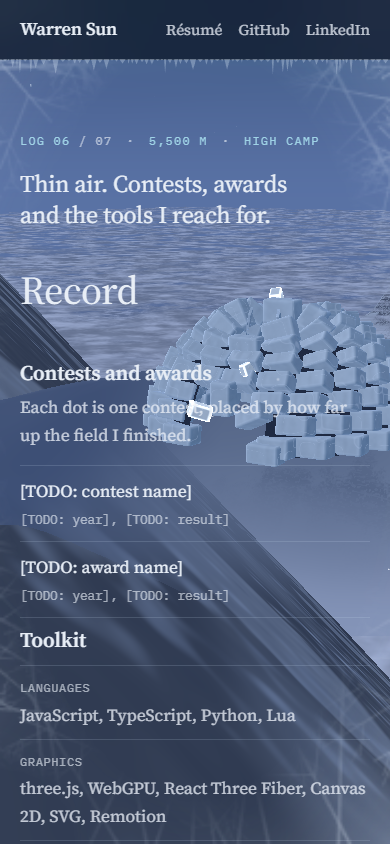 Warren Sun
Résumé GitHub LinkedIn
LOG 06 / 07 · 5,500 M · HIGH CAMP
Thin air. Contests, awards
and the tools I reach for.
Record
Contests and awards
Each dot is one contest, placed by how far
up the field I finished.
[TODO: contest name]
[TODO: year], [TODO: result]
[TODO: award name]
[TODO: year], [TODO: result]
Toolkit
LANGUAGES
JavaScript, TypeScript, Python, Lua
GRAPHICS
three.js, WebGPU, React Three Fiber, Canvas
2D, SVG, Remotion